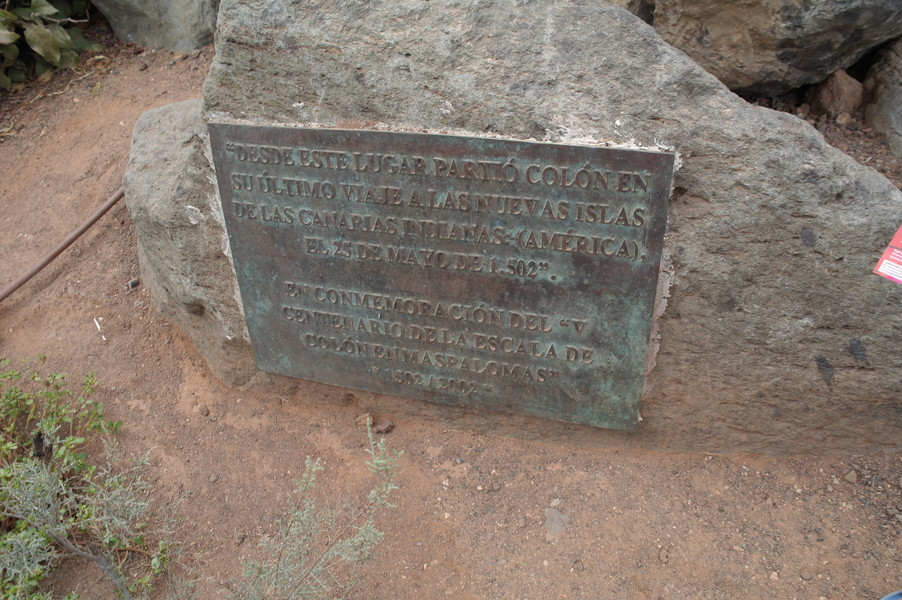 "DESDE ESTE LUGAR PARTIÓ COLÓN EN
SU ÚLTIMO VIAJE A LAS NUEVAS ISLAS
DE LAS CANARIAS INDIANAS (AMÉRICA).
EL 25 DE MAYO DE 1.502".
EN CONMEMORACIÓN DEL "V
CENTENARIO DE LA ESCALA DE
COLÓN EN MASPALOMAS"
"1502 / 2002"